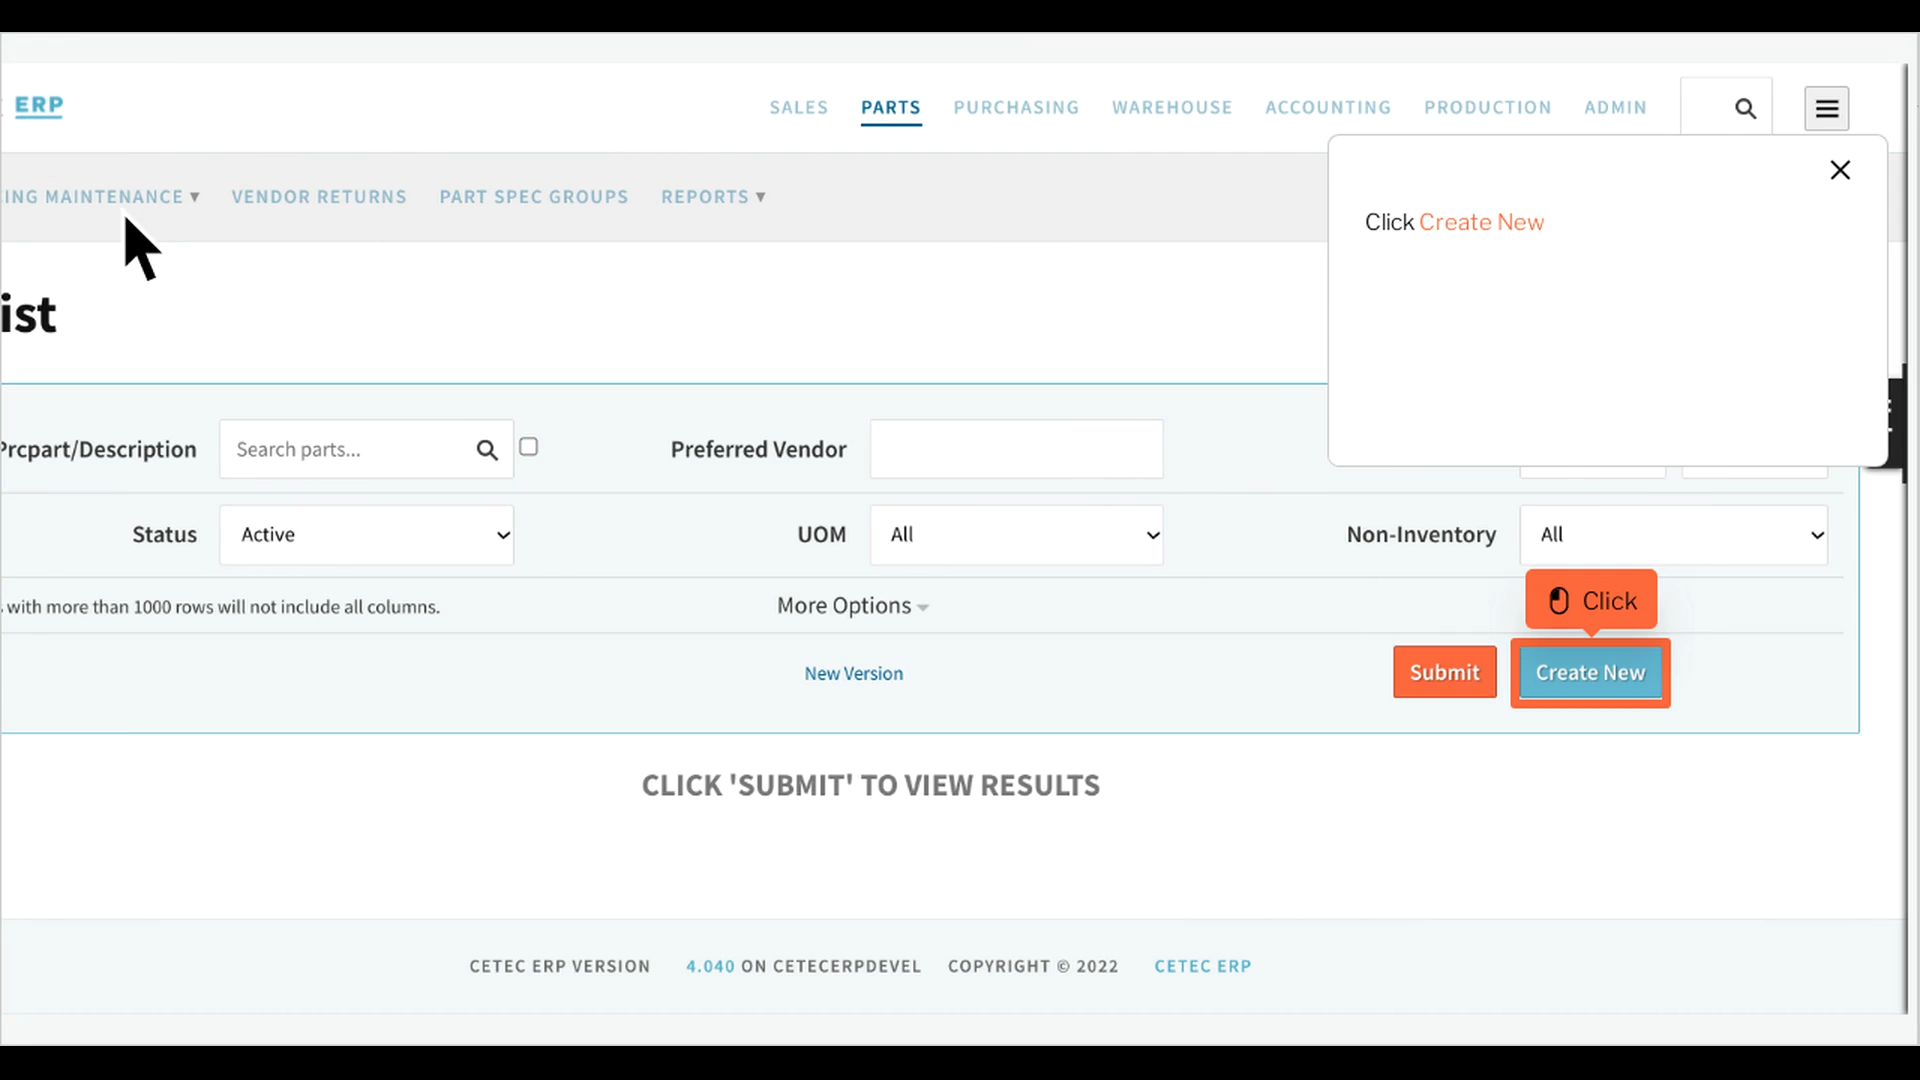 ERP
SALES PARTS PURCHASING WAREHOUSE ACCOUNTING PRODUCTION ADMIN
MAINTENANCE ▾ VENDOR RETURNS PART SPEC GROUPS REPORTS ▾
Click Create New
ist
Prcpart/Description Search parts... Preferred Vendor
Status Active UOM All Non-Inventory All
with more than 1000 rows will not include all columns. More Options
Click
New Version Submit Create New
CLICK 'SUBMIT' TO VIEW RESULTS
CETEC ERP VERSION 4.040 ON CETECERPDEVEL COPYRIGHT © 2022 CETEC ERP